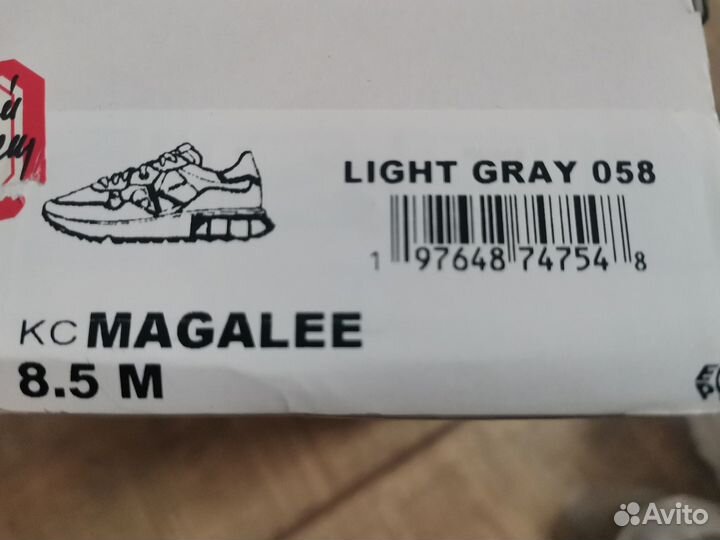 LIGHT GRAY 058
1 97648 74754 8
KC MAGALEE
8.5 M
Avito